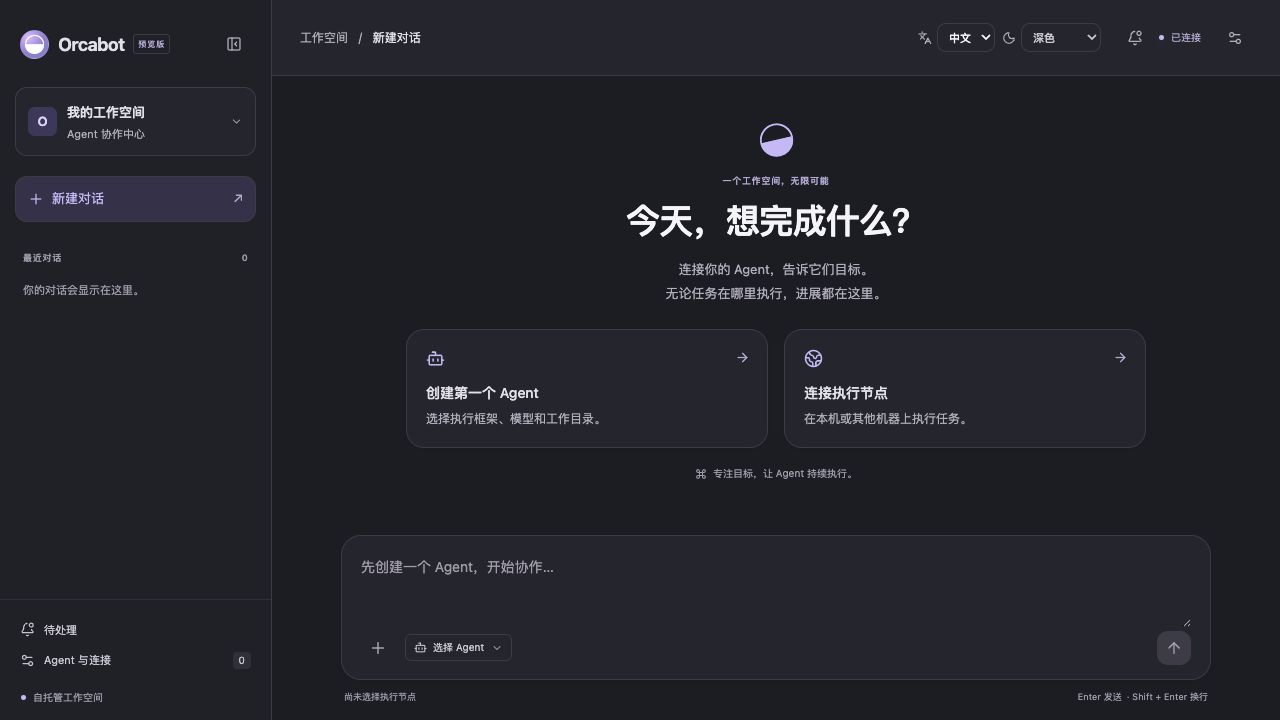 Orcabot
预览版
O
我的工作空间
Agent 协作中心
新建对话
最近对话
0
你的对话会显示在这里。
待处理
Agent 与连接
0
自托管工作空间
工作空间 / 新建对话
中文
深色
已连接
一个工作空间，无限可能
今天，想完成什么？
连接你的 Agent，告诉它们目标。
无论任务在哪里执行，进展都在这里。
创建第一个 Agent
选择执行框架、模型和工作目录。
连接执行节点
在本机或其他机器上执行任务。
⌘ 专注目标，让 Agent 持续执行。
先创建一个 Agent，开始协作...
选择 Agent
尚未选择执行节点
Enter 发送 · Shift + Enter 换行